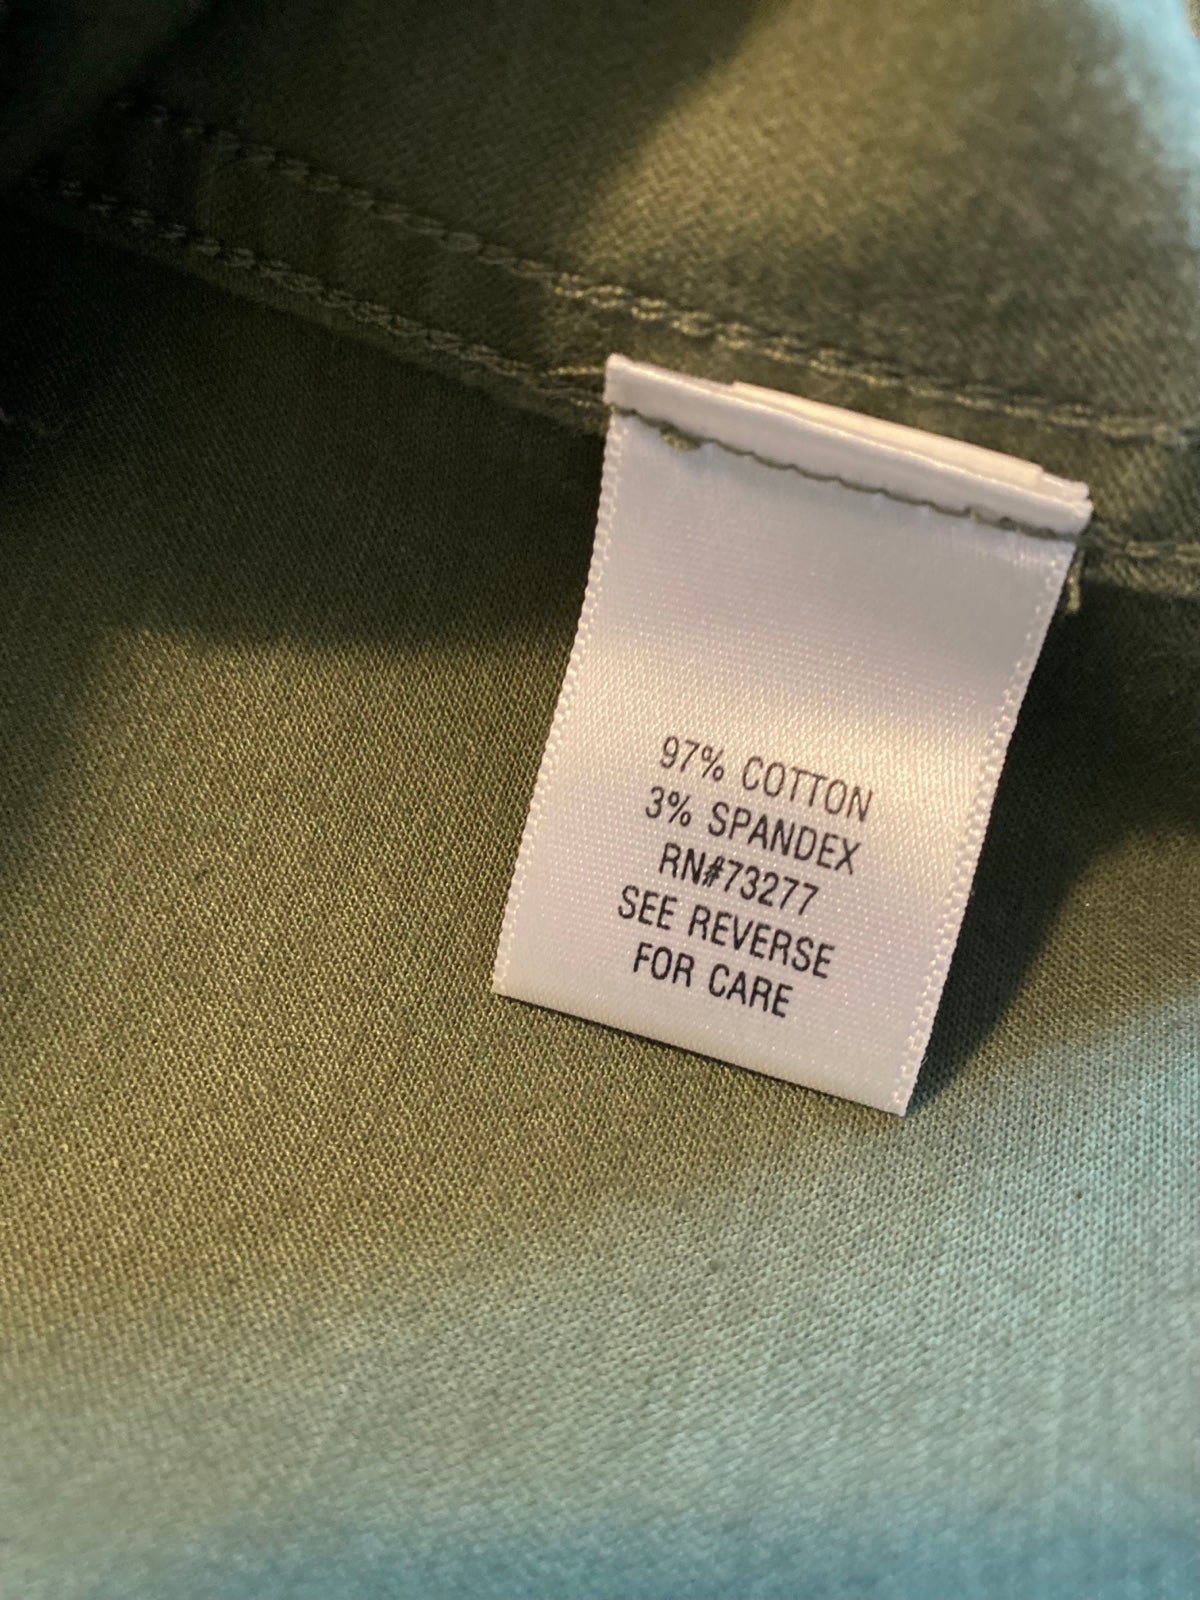 97% COTTON
3% SPANDEX
RN#73277
SEE REVERSE
FOR CARE